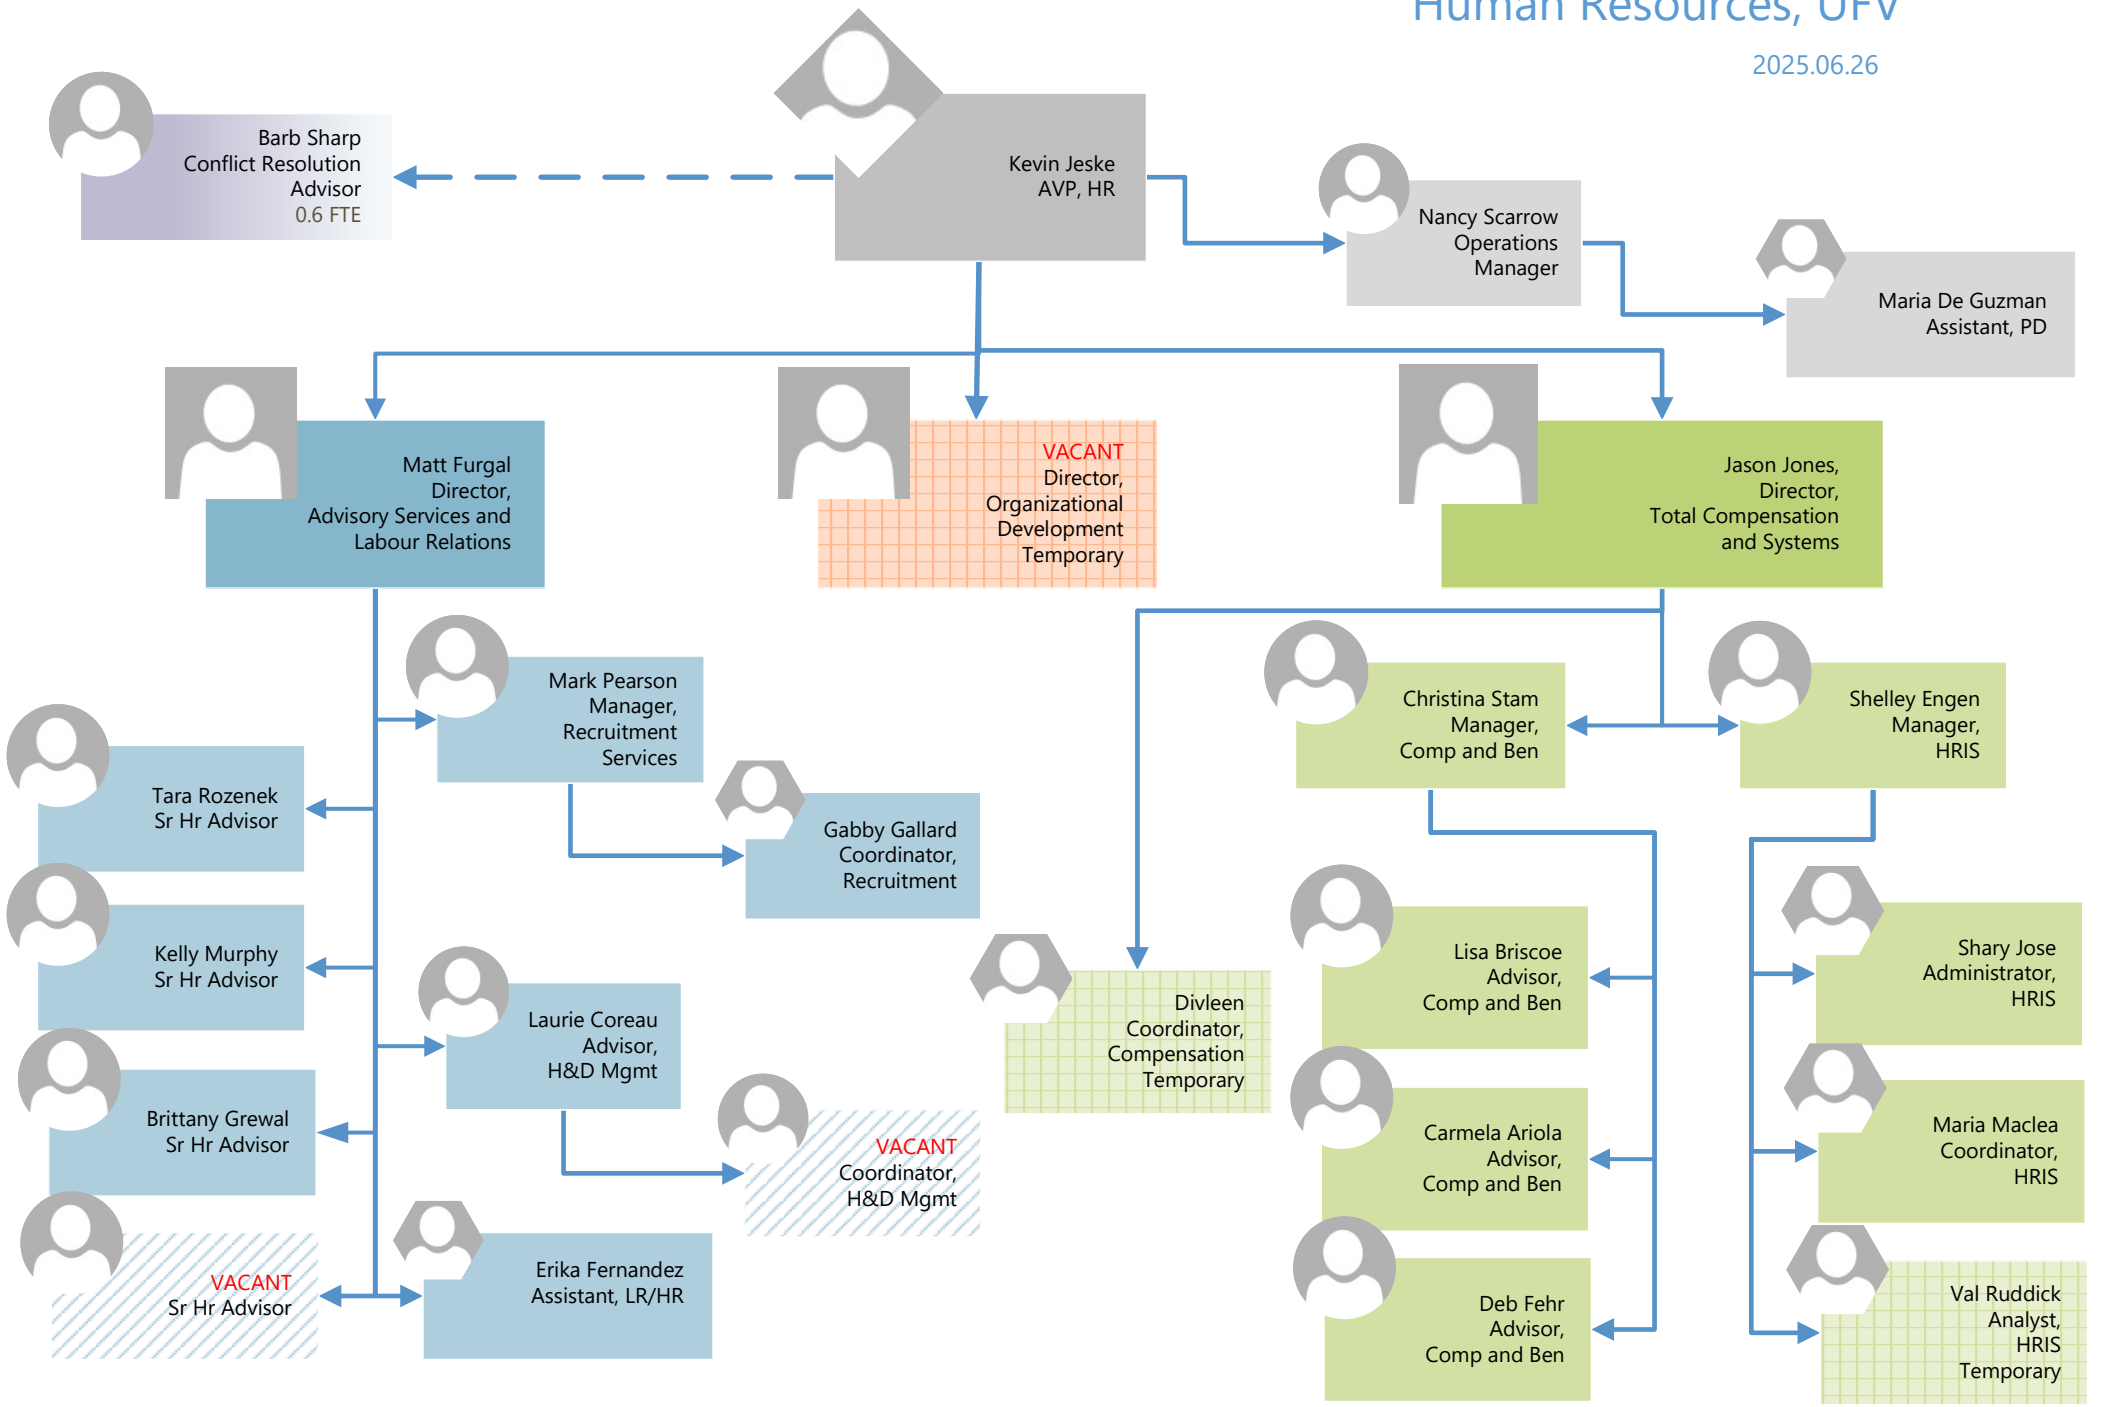 Human Resources, UFV
2025.06.26
Barb Sharp
Conflict Resolution
Advisor
0.6 FTE
Kevin Jeske
AVP, HR
Nancy Scarrow
Operations
Manager
Maria De Guzman
Assistant, PD
Matt Furgal
Director,
Advisory Services and
Labour Relations
VACANT
Director,
Organizational
Development
Temporary
Jason Jones,
Director,
Total Compensation
and Systems
Mark Pearson
Manager,
Recruitment
Services
Christina Stam
Manager,
Comp and Ben
Shelley Engen
Manager,
HRIS
Tara Rozenek
Sr Hr Advisor
Gabby Gallard
Coordinator,
Recruitment
Kelly Murphy
Sr Hr Advisor
Laurie Coreau
Advisor,
H&D Mgmt
Divleen
Coordinator,
Compensation
Temporary
Lisa Briscoe
Advisor,
Comp and Ben
Shary Jose
Administrator,
HRIS
Brittany Grewal
Sr Hr Advisor
VACANT
Coordinator,
H&D Mgmt
Carmela Ariola
Advisor,
Comp and Ben
Maria Maclea
Coordinator,
HRIS
VACANT
Sr Hr Advisor
Erika Fernandez
Assistant, LR/HR
Deb Fehr
Advisor,
Comp and Ben
Val Ruddick
Analyst,
HRIS
Temporary